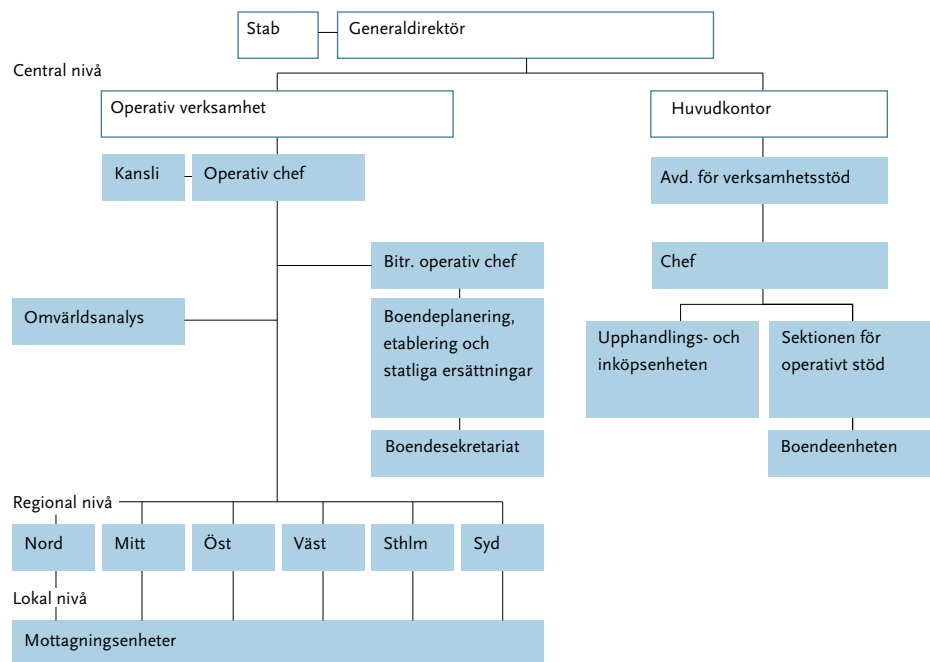 Stab
Generaldirektör
Central nivå
Operativ verksamhet
Huvudkontor
Kansli
Operativ chef
Avd. för verksamhetsstöd
Bitr. operativ chef
Chef
Omvärldsanalys
Boendeplanering,
etablering och
statliga ersättningar
Upphandlings- och
inköpsenheten
Sektionen för
operativt stöd
Boendesekretariat
Boendeenheten
Regional nivå
Nord
Mitt
Öst
Väst
Sthlm
Syd
Lokal nivå
Mottagningsenheter